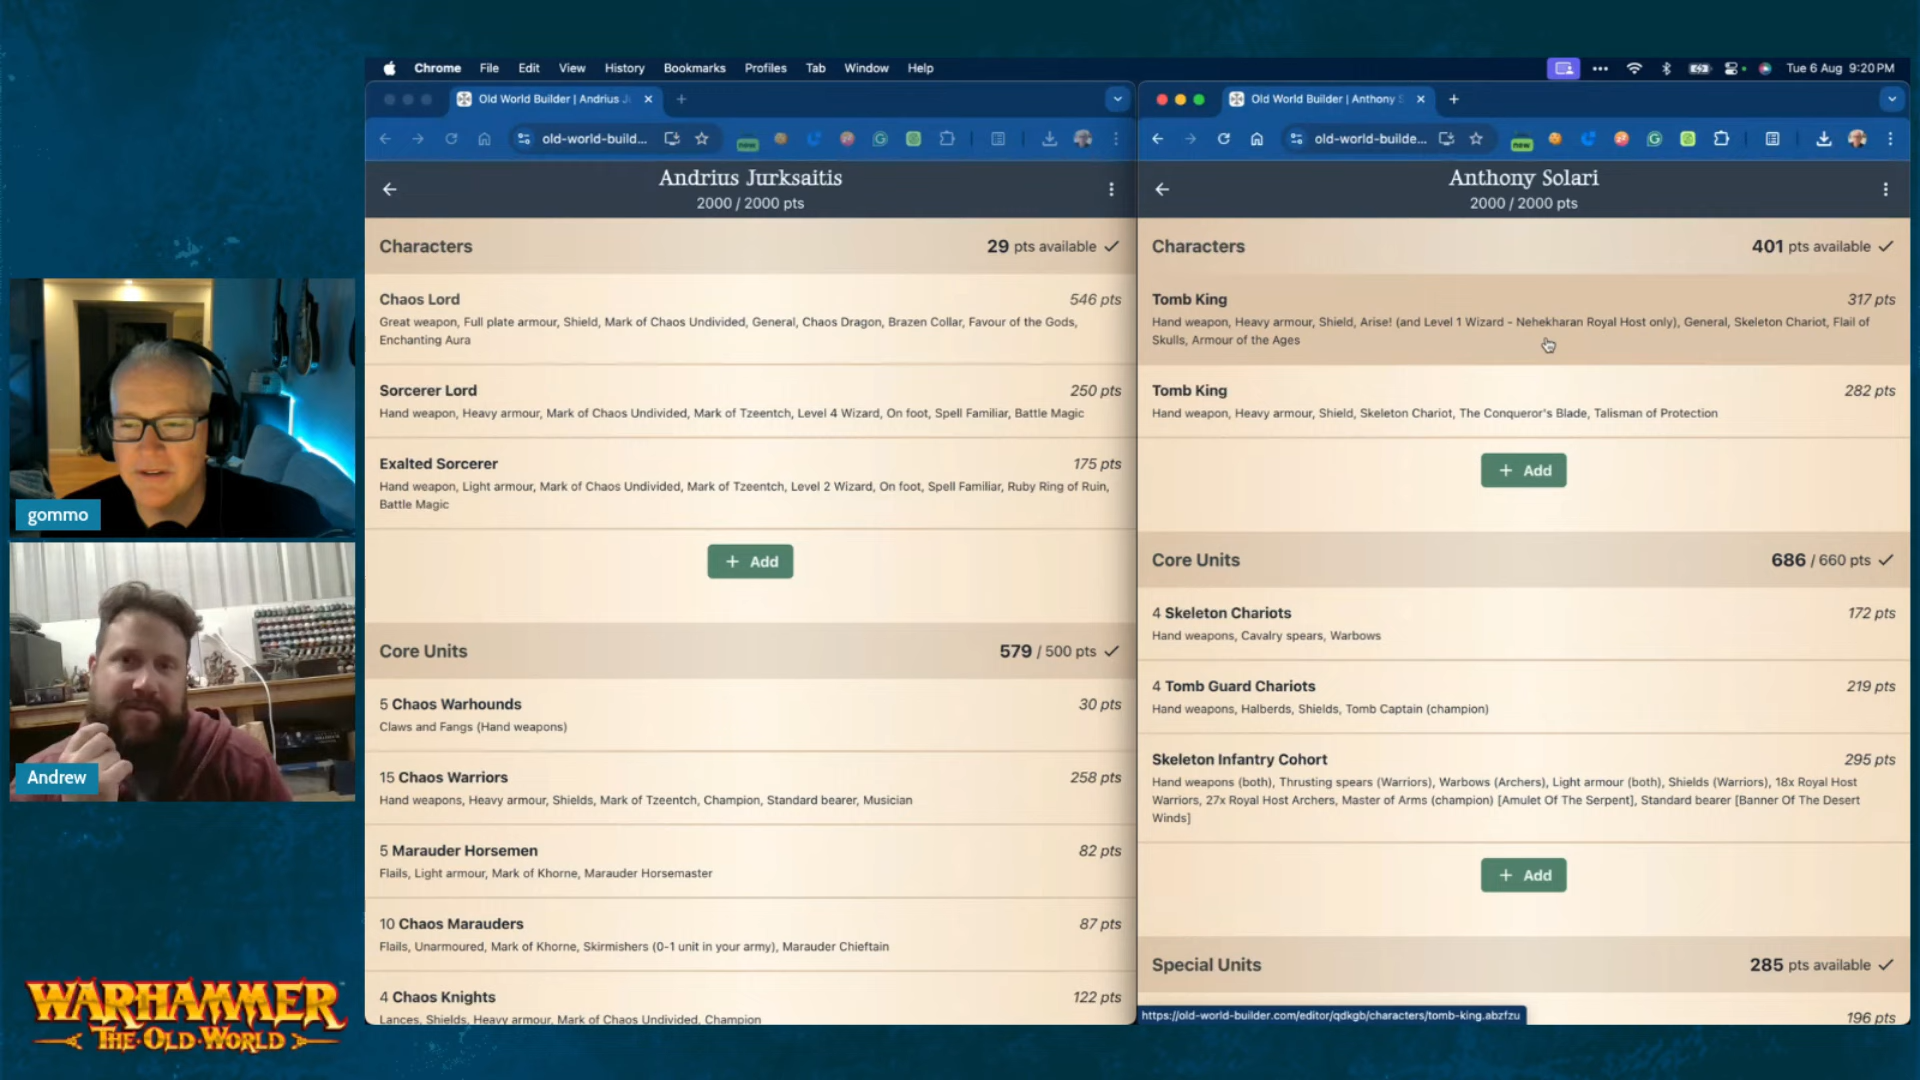 Chrome File Edit View History Bookmarks Profiles Tab Window Help
Tue 6 Aug 9:20 PM
Old World Builder | Andrius J
old-world-build...
new
Andrius Jurksaitis
2000 / 2000 pts
Characters
29 pts available
Chaos Lord
546 pts
Great weapon, Full plate armour, Shield, Mark of Chaos Undivided, General, Chaos Dragon, Brazen Collar, Favour of the Gods,
Enchanting Aura
Sorcerer Lord
250 pts
Hand weapon, Heavy armour, Mark of Chaos Undivided, Mark of Tzeentch, Level 4 Wizard, On foot, Spell Familiar, Battle Magic
Exalted Sorcerer
175 pts
Hand weapon, Light armour, Mark of Chaos Undivided, Mark of Tzeentch, Level 2 Wizard, On foot, Spell Familiar, Ruby Ring of Ruin,
Battle Magic
+ Add
Core Units
579 / 500 pts
5 Chaos Warhounds
30 pts
Claws and Fangs (Hand weapons)
15 Chaos Warriors
258 pts
Hand weapons, Heavy armour, Shields, Mark of Tzeentch, Champion, Standard bearer, Musician
5 Marauder Horsemen
82 pts
Flails, Light armour, Mark of Khorne, Marauder Horsemaster
10 Chaos Marauders
87 pts
Flails, Unarmoured, Mark of Khorne, Skirmishers (0-1 unit in your army), Marauder Chieftain
4 Chaos Knights
122 pts
Lances, Shields, Heavy armour, Mark of Chaos Undivided, Champion
Old World Builder | Anthony S
old-world-builde...
new
Anthony Solari
2000 / 2000 pts
Characters
401 pts available
Tomb King
317 pts
Hand weapon, Heavy armour, Shield, Arise! (and Level 1 Wizard - Nehekharan Royal Host only), General, Skeleton Chariot, Flail of
Skulls, Armour of the Ages
Tomb King
282 pts
Hand weapon, Heavy armour, Shield, Skeleton Chariot, The Conqueror's Blade, Talisman of Protection
+ Add
Core Units
686 / 660 pts
4 Skeleton Chariots
172 pts
Hand weapons, Cavalry spears, Warbows
4 Tomb Guard Chariots
219 pts
Hand weapons, Halberds, Shields, Tomb Captain (champion)
Skeleton Infantry Cohort
295 pts
Hand weapons (both), Thrusting spears (Warriors), Warbows (Archers), Light armour (both), Shields (Warriors), 18x Royal Host
Warriors, 27x Royal Host Archers, Master of Arms (champion) [Amulet Of The Serpent], Standard bearer [Banner Of The Desert
Winds]
+ Add
Special Units
285 pts available
196 pts
https://old-world-builder.com/editor/qdkgb/characters/tomb-king.abzfzu
gommo
Andrew
WARHAMMER
THE OLD WORLD